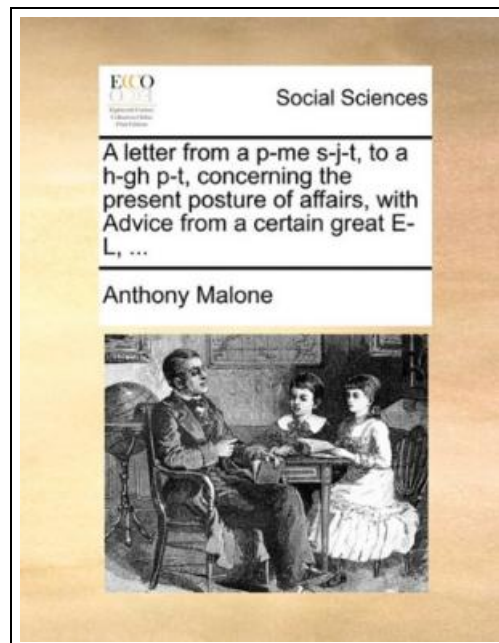 ECCO
Social Sciences
A letter from a p-me s-j-t, to a
h-gh p-t, concerning the
present posture of affairs, with
Advice from a certain great E-
L, ...
Anthony Malone